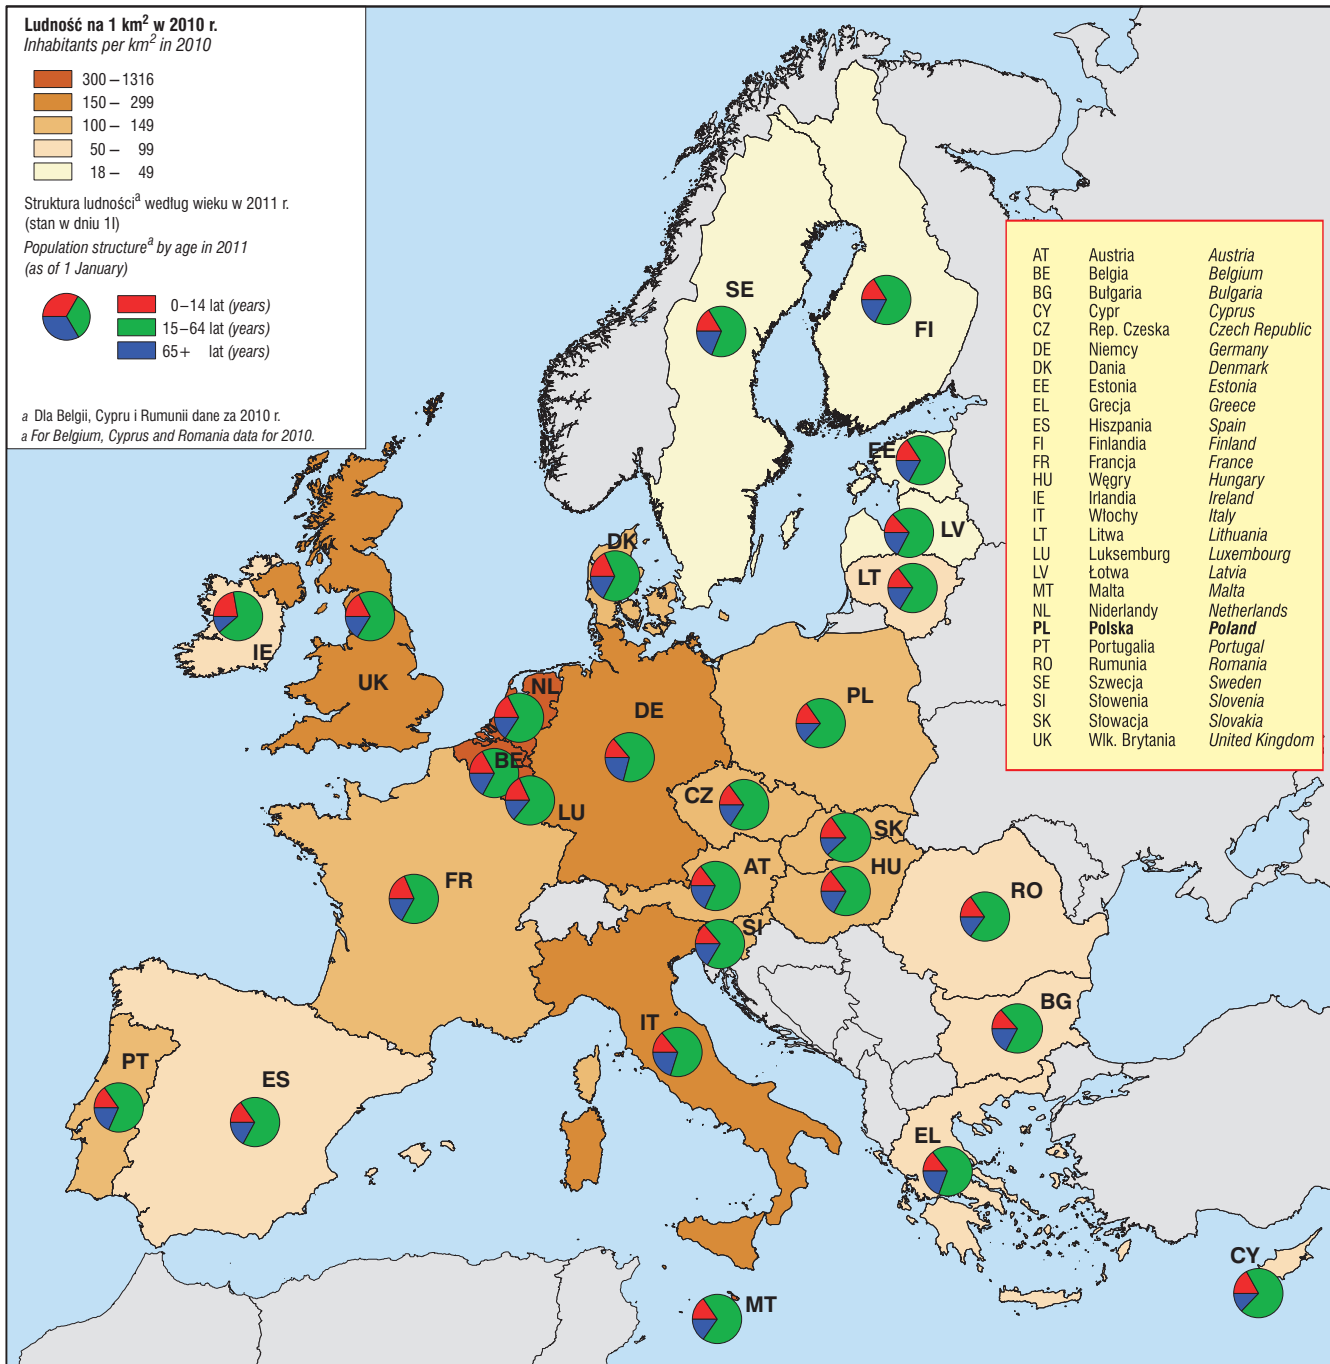 Ludność na 1 km² w 2010 r.
Inhabitants per km² in 2010
300 – 1316
150 – 299
100 – 149
50 – 99
18 – 49
Struktura ludnościᵃ według wieku w 2011 r.
(stan w dniu 1I)
Population structureᵃ by age in 2011
(as of 1 January)
0 – 14 lat (years)
15 – 64 lat (years)
65 + lat (years)
a Dla Belgii, Cypru i Rumunii dane za 2010 r.
a For Belgium, Cyprus and Romania data for 2010.
AT Austria Austria
BE Belgia Belgium
BG Bułgaria Bulgaria
CY Cypr Cyprus
CZ Rep. Czeska Czech Republic
DE Niemcy Germany
DK Dania Denmark
EE Estonia Estonia
EL Grecja Greece
ES Hiszpania Spain
FI Finlandia Finland
FR Francja France
HU Węgry Hungary
IE Irlandia Ireland
IT Włochy Italy
LT Litwa Lithuania
LU Luksemburg Luxembourg
LV Łotwa Latvia
MT Malta Malta
NL Niderlandy Netherlands
PL Polska Poland
PT Portugalia Portugal
RO Rumunia Romania
SE Szwecja Sweden
SI Słowenia Slovenia
SK Słowacja Slovakia
UK Wlk. Brytania United Kingdom
SE
FI
EE
LV
DK
LT
IE
UK
NL
DE
PL
BE
LU
CZ
SK
AT
HU
FR
RO
SI
BG
IT
PT
ES
EL
CY
MT